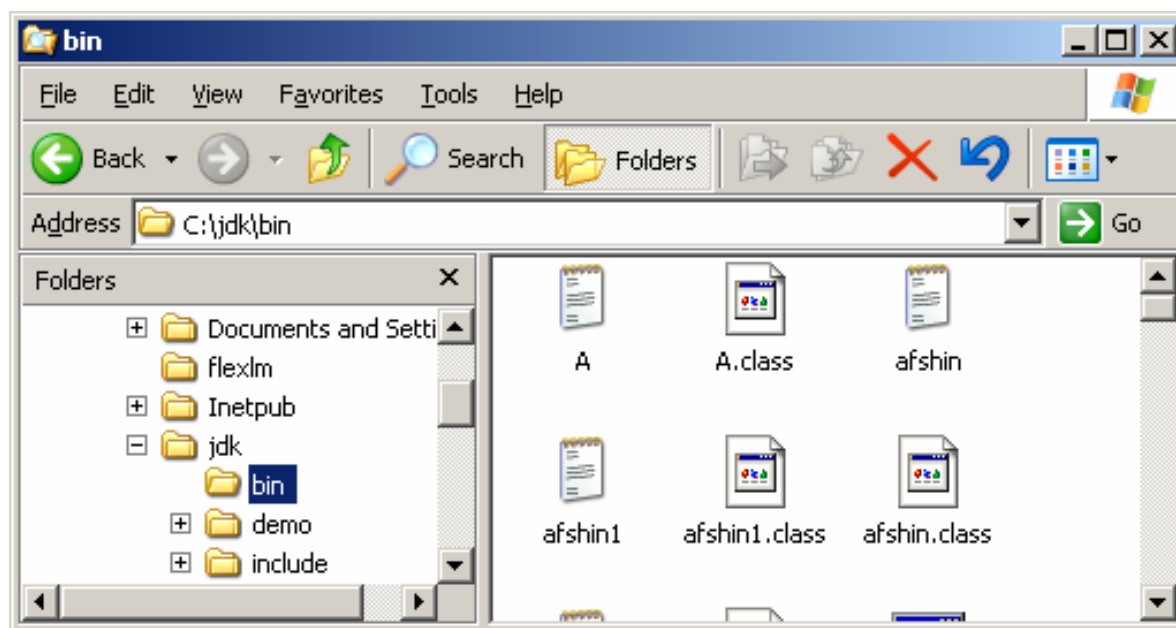 bin
File Edit View Favorites Tools Help
Back Search Folders
Address C:\jdk\bin Go
Folders
Documents and Setti
flexlm
Inetpub
jdk
bin
demo
include
A A.class afshin
afshin1 afshin1.class afshin.class